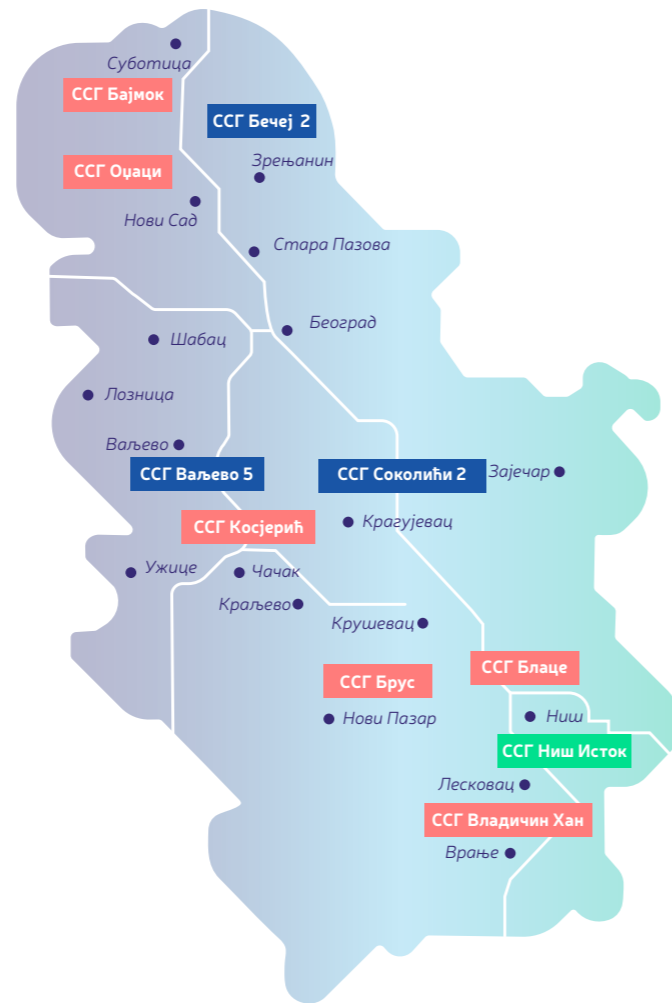 Суботица
ССГ Бајмок
ССГ Бечеј 2
Зрењанин
ССГ Оџаци
Нови Сад
Стара Пазова
Београд
Шабац
Лозница
Ваљево
ССГ Ваљево 5
ССГ Соколићи 2
Зајечар
ССГ Косјерић
Крагујевац
Ужице
Чачак
Краљево
Крушевац
ССГ Блаце
ССГ Брус
Нови Пазар
Ниш
ССГ Ниш Исток
Лесковац
ССГ Владичин Хан
Врање